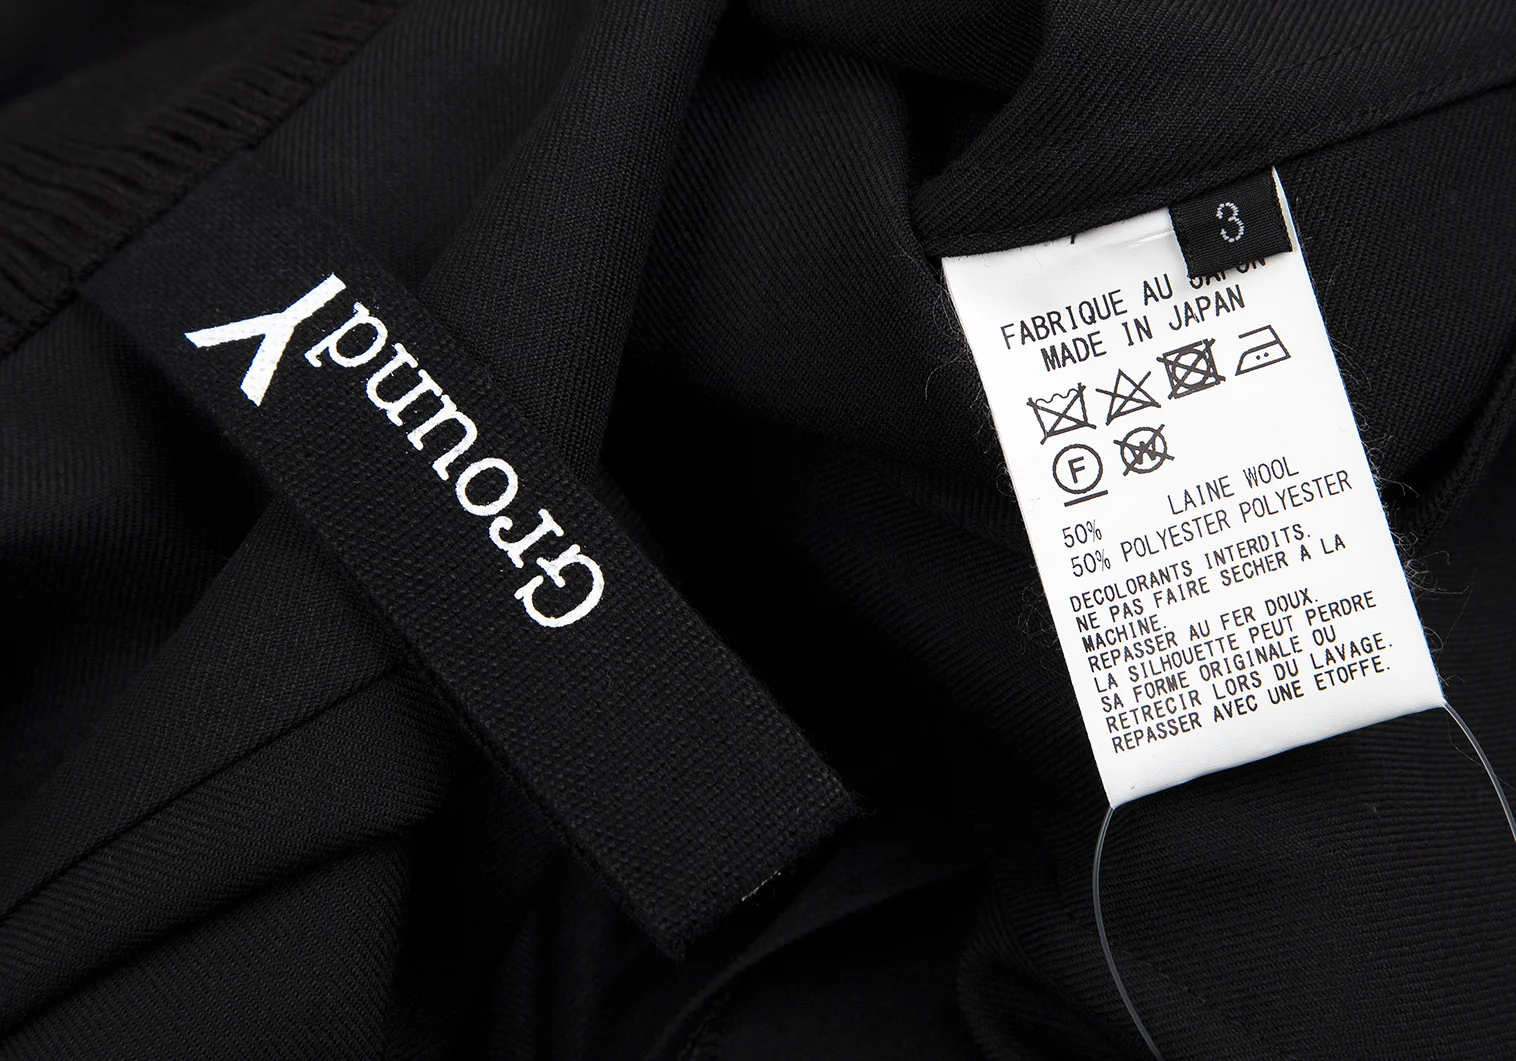 Ground Y
3
FABRIQUE AU JAPON
MADE IN JAPAN
F
W
LAINE WOOL
50%
50% POLYESTER POLYESTER
DECOLORANTS INTERDITS.
NE PAS FAIRE SECHER A LA
MACHINE.
REPASSER AU FER DOUX.
LA SILHOUETTE PEUT PERDRE
SA FORME ORIGINALE OU
RETRECIR LORS DU LAVAGE.
REPASSER AVEC UNE ETOFFE.